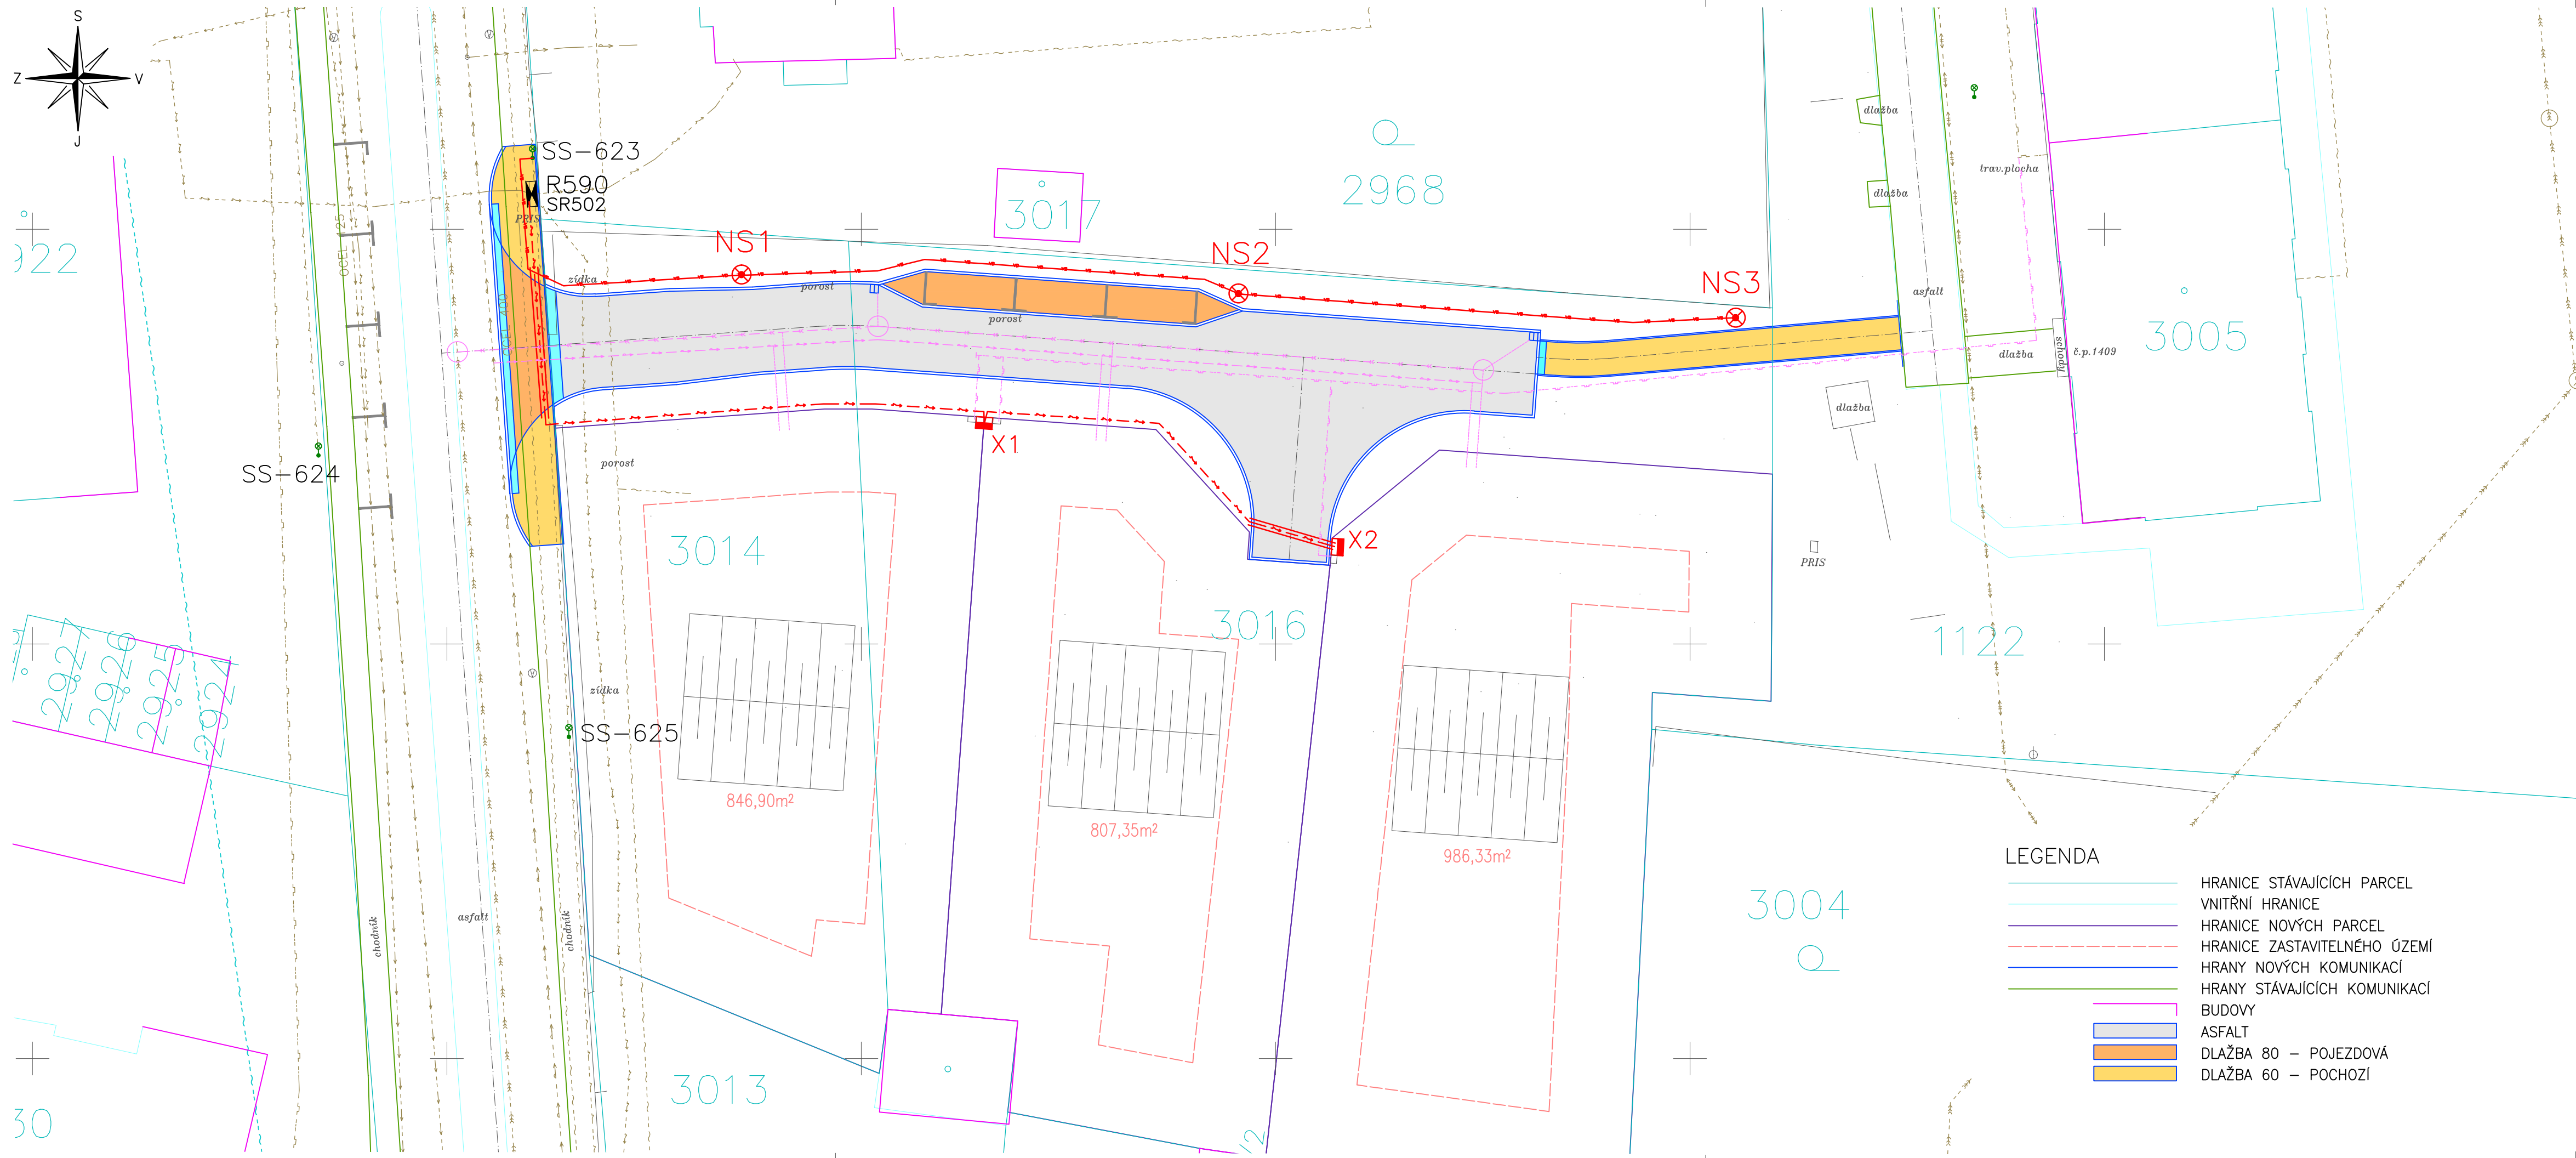 S
Z
V
J
SS-623
R590
SR502
PRIS
OCEL 125
dlažba
dlažba
trav.plocha
2968
3017
922
NS1
NS2
NS3
zídka
porost
porost
asfalt
dlažba
schody
č.p.1409
3005
dlažba
SS-624
X1
porost
X2
3014
PRIS
3016
1122
2927
2926
2925
2924
zídka
SS-625
846,90m²
807,35m²
986,33m²
chodník
asfalt
chodník
3004
3013
30
LEGENDA
HRANICE STÁVAJÍCÍCH PARCEL
VNITŘNÍ HRANICE
HRANICE NOVÝCH PARCEL
HRANICE ZASTAVITELNÉHO ÚZEMÍ
HRANY NOVÝCH KOMUNIKACÍ
HRANY STÁVAJÍCÍCH KOMUNIKACÍ
BUDOVY
ASFALT
DLAŽBA 80 - POJEZDOVÁ
DLAŽBA 60 - POCHOZÍ